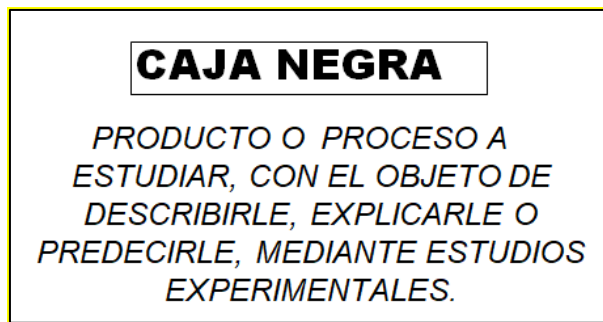 CAJA NEGRA
PRODUCTO O PROCESO A
ESTUDIAR, CON EL OBJETO DE
DESCRIBIRLE, EXPLICARLE O
PREDECIRLE, MEDIANTE ESTUDIOS
EXPERIMENTALES.